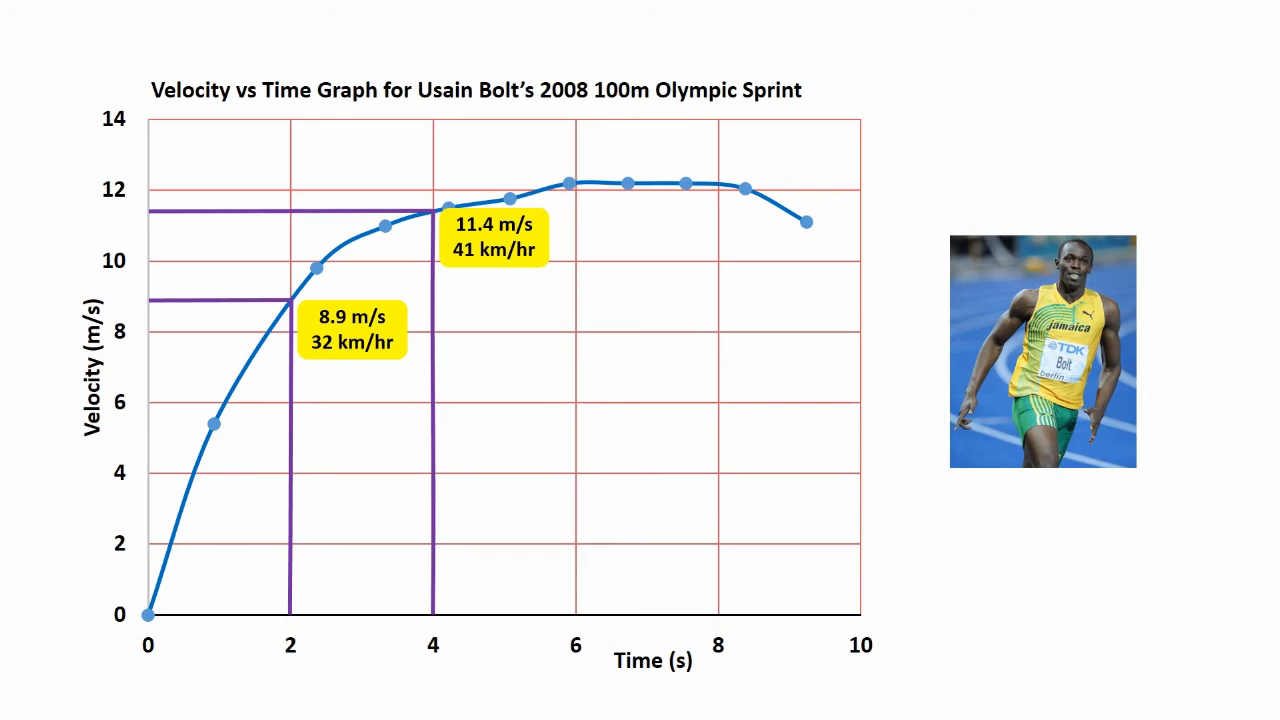 Velocity vs Time Graph for Usain Bolt's 2008 100m Olympic Sprint
14
12
10
8
6
4
2
0
Velocity (m/s)
11.4 m/s
41 km/hr
8.9 m/s
32 km/hr
0 2 4 6 8 10
Time (s)
jamaica
TDK
Bolt
berlin